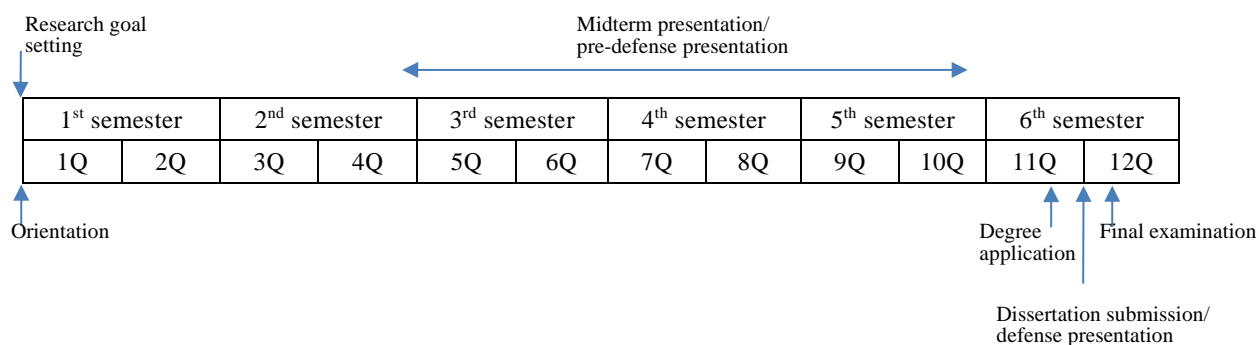 Research goal
setting
Midterm presentation/
pre-defense presentation
1st semester 2nd semester 3rd semester 4th semester 5th semester 6th semester
1Q 2Q 3Q 4Q 5Q 6Q 7Q 8Q 9Q 10Q 11Q 12Q
Orientation
Degree
application
Final examination
Dissertation submission/
defense presentation